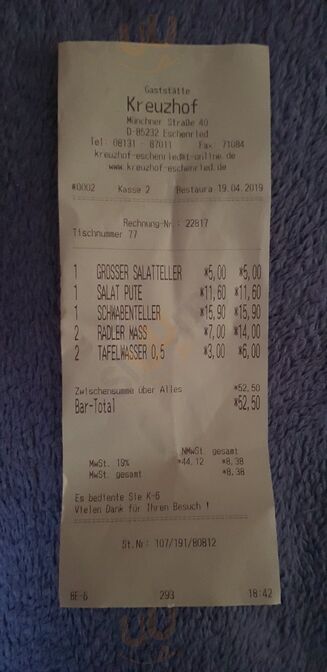 Gaststätte
Kreuzhof
Münchner Straße 40
D-85232 Eschenried
Tel: 08131 - 87011 Fax: 71084
kreuzhof-eschenried@t-online.de
www.kreuzhof-eschenried.de
#0002 Kasse 2 Restaura 19.04.2019
Rechnung-Nr.: 22817
Tischnummer 77
1 GROSSER SALATTELLER *5,00 *5,00
1 SALAT PUTE *11,60 *11,60
1 SCHWABENTELLER *15,90 *15,90
2 RADLER MASS *7,00 *14,00
2 TAFELWASSER 0,5 *3,00 *6,00
Zwischensumme über Alles *52,50
Bar-Total *52,50
NMwSt. gesamt
MwSt. 19% *44,12 *8,38
MwSt. gesamt *8,38
Es bediente Sie K-6
Vielen Dank für Ihren Besuch !
St.Nr: 107/191/80812
BE-6 293 18:42